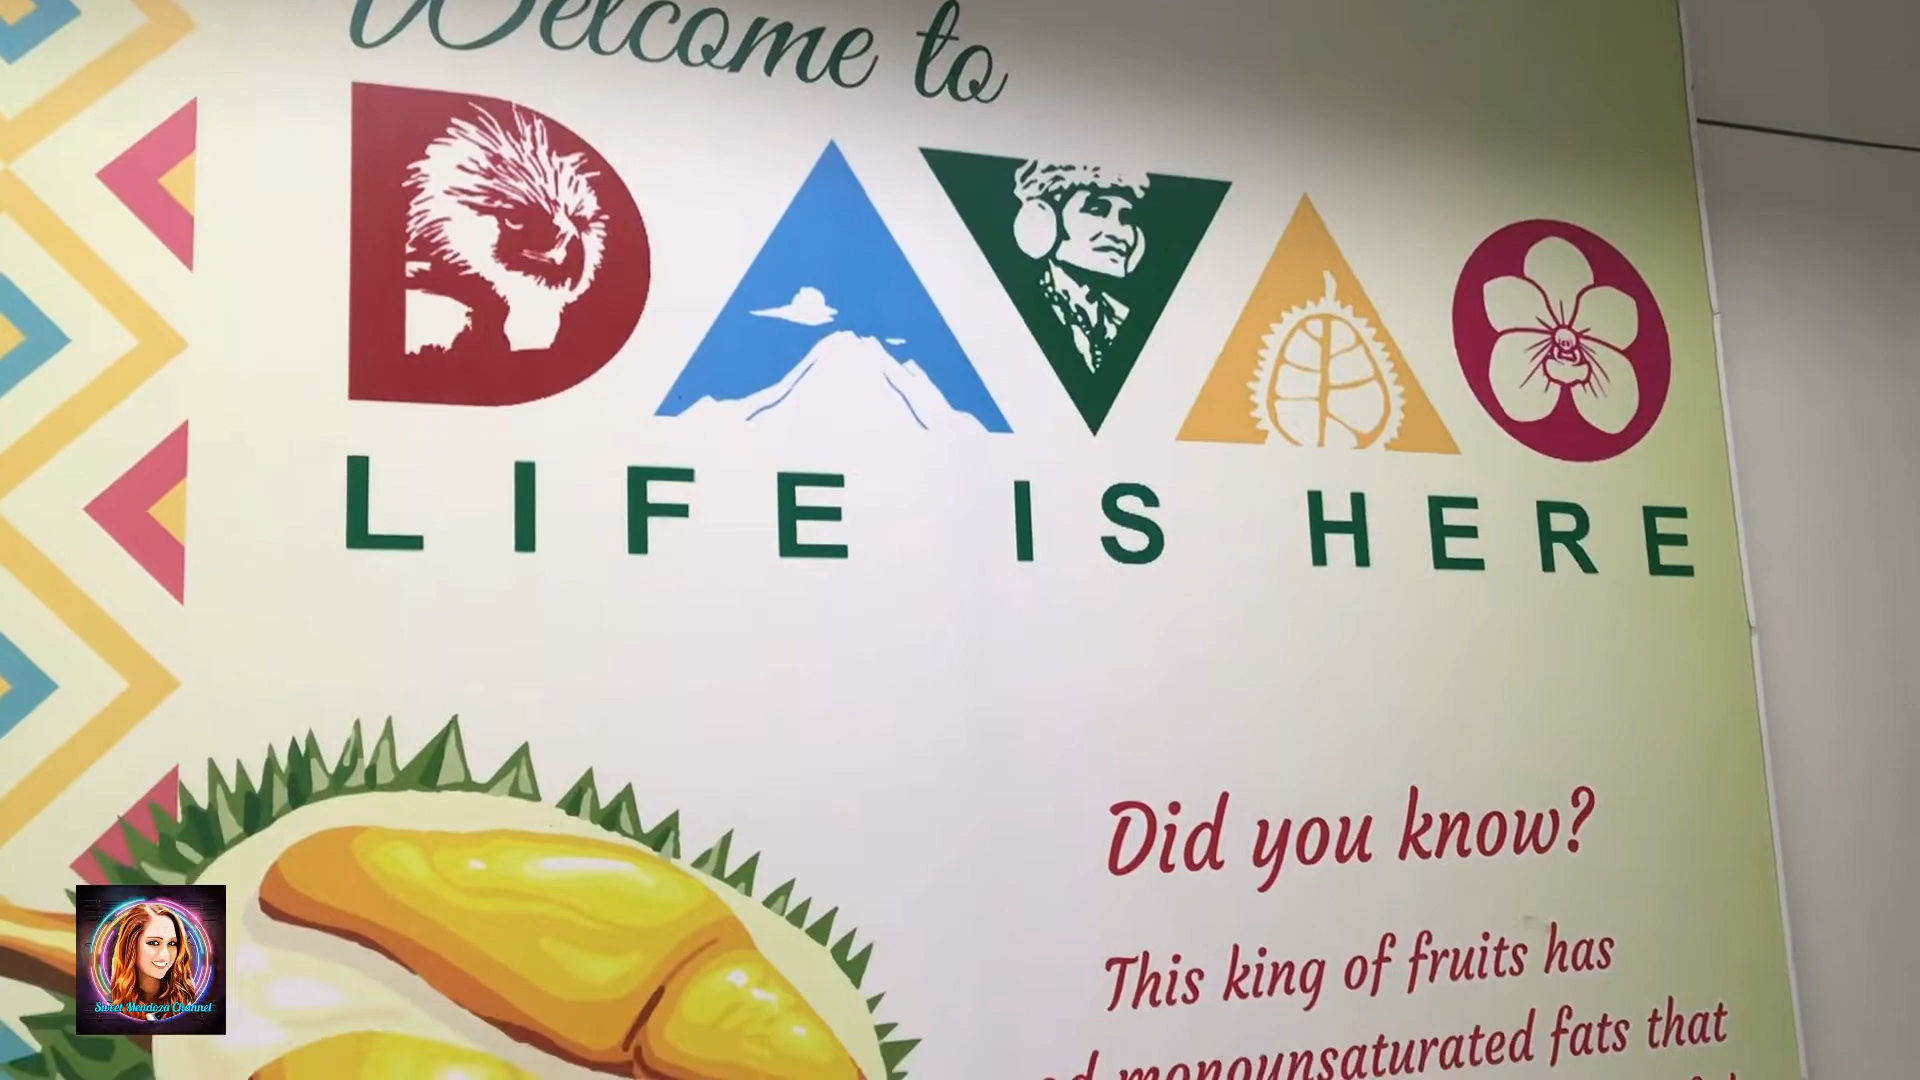 Welcome to
DAVAO
LIFE IS HERE
Did you know?
This king of fruits has
monounsaturated fats that
Sweet Mendoza Channel